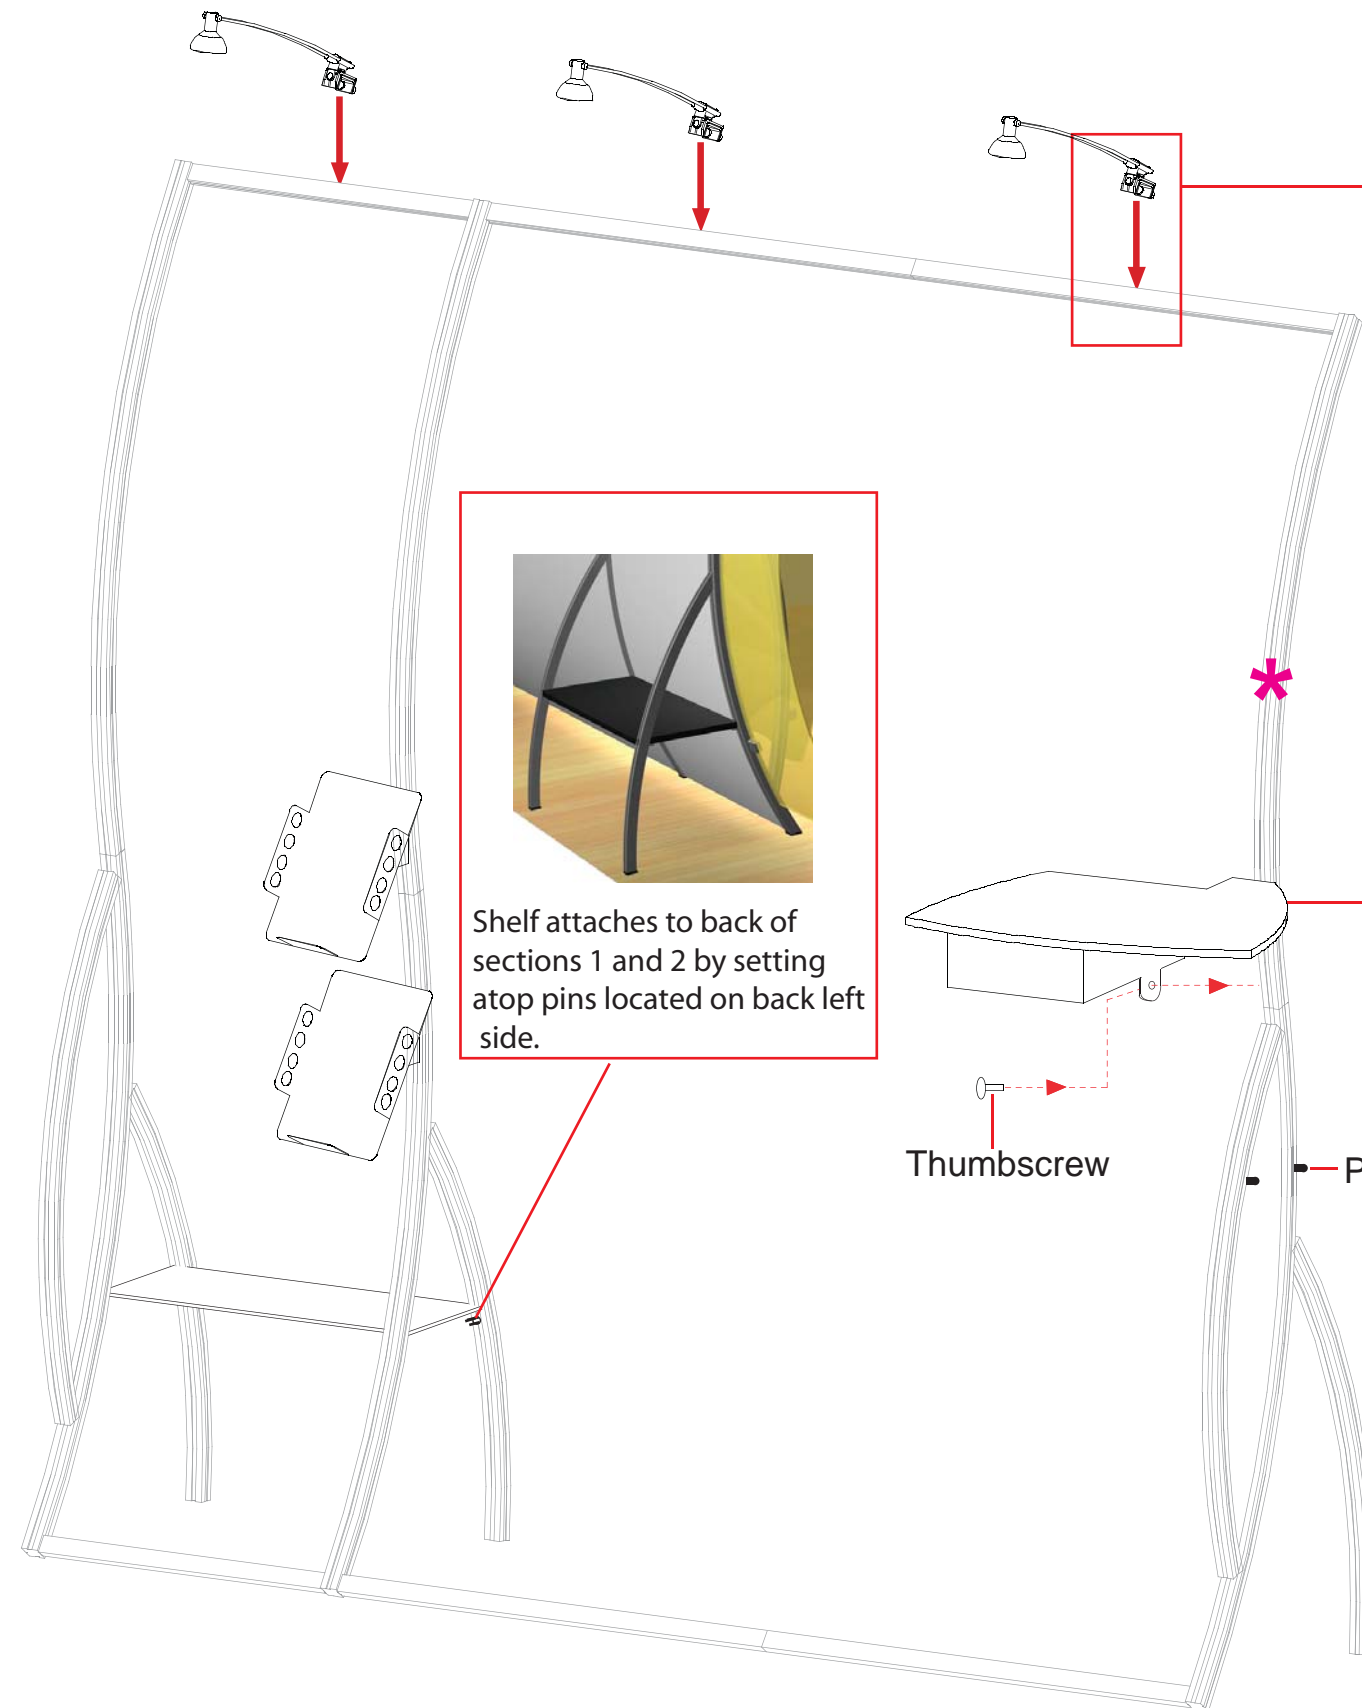 Shelf attaches to back of
sections 1 and 2 by setting
atop pins located on back left
side.
Thumbscrew
P
*